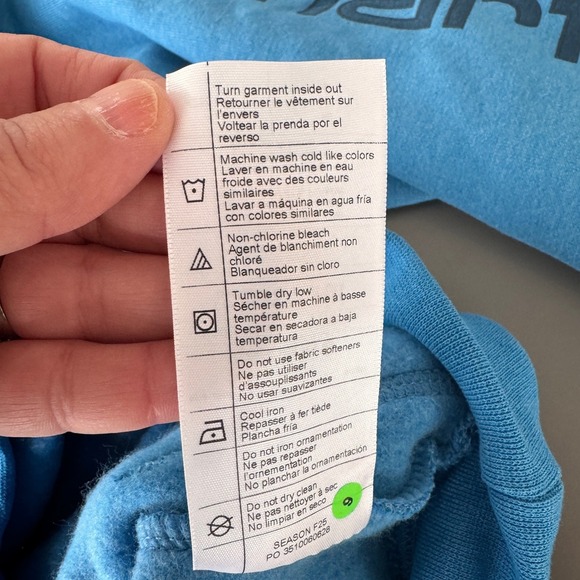 hart
Turn garment inside out
Retourner le vêtement sur
l'envers
Voltear la prenda por el
reverso
Machine wash cold like colors
Laver en machine en eau
froide avec des couleurs
similaires
Lavar a máquina en agua fría
con colores similares
Non-chlorine bleach
Agent de blanchiment non
chloré
Blanqueador sin cloro
Tumble dry low
Sécher en machine à basse
température
Secar en secadora a baja
temperatura
Do not use fabric softeners
Ne pas utiliser
d'assouplissants
No usar suavizantes
Cool iron
Repasser à fer tiède
Plancha fría
Do not iron ornamentation
Ne pas repasser
l'ornementation
No planchar la ornamentación
Do not dry clean
Ne pas nettoyer à sec
No limpiar en seco
SEASON F25
PO 3510060628